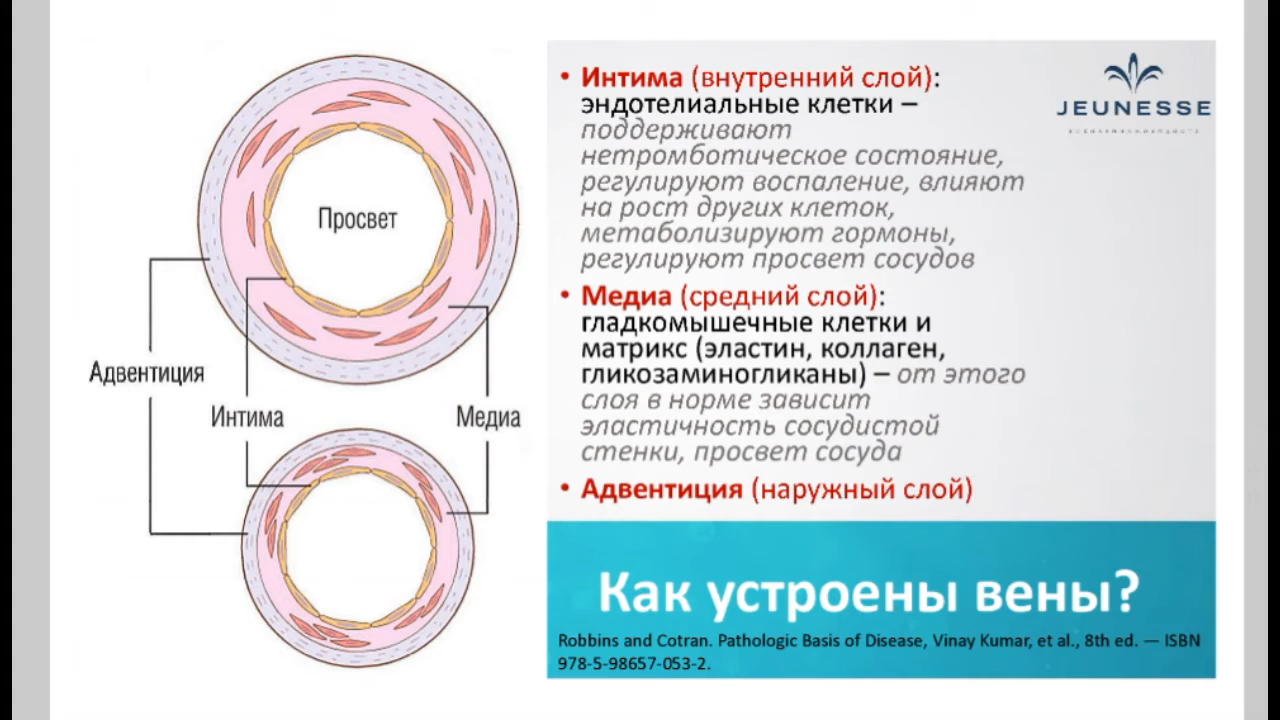 Просвет
Адвентиция
Интима
Медиа
• Интима (внутренний слой):
эндотелиальные клетки –
поддерживают
нетромботическое состояние,
регулируют воспаление, влияют
на рост других клеток,
метаболизируют гормоны,
регулируют просвет сосудов
• Медиа (средний слой):
гладкомышечные клетки и
матрикс (эластин, коллаген,
гликозаминогликаны) – от этого
слоя в норме зависит
эластичность сосудистой
стенки, просвет сосуда
• Адвентиция (наружный слой)
JEUNESSE
Как устроены вены?
Robbins and Cotran. Pathologic Basis of Disease, Vinay Kumar, et al., 8th ed. — ISBN
978-5-98657-053-2.